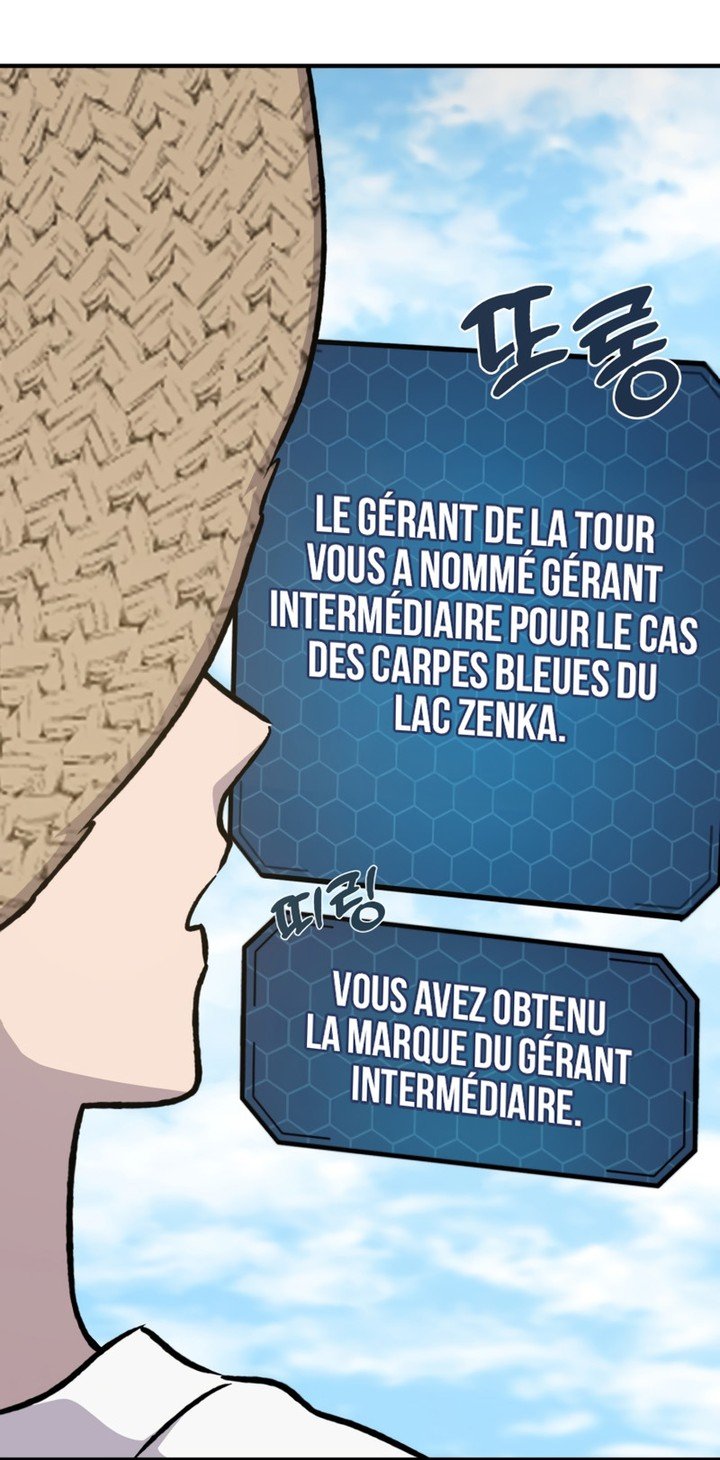 또롱
LE GÉRANT DE LA TOUR
VOUS A NOMMÉ GÉRANT
INTERMÉDIAIRE POUR LE CAS
DES CARPES BLEUES DU
LAC ZENKA.
띠링
VOUS AVEZ OBTENU
LA MARQUE DU GÉRANT
INTERMÉDIAIRE.